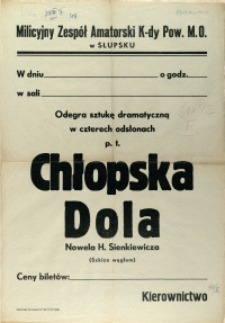 Milicyjny Zespół Amatorski K-dy Pow. M.O.
w SŁUPSKU
W dniu o godz.
w sali
Odegra sztukę dramatyczną
w czterech odsłonach
p. t.
Chłopska
Dola
Nowela H. Sienkiewicza
(Szkice węglem)
Ceny biletów:
Kierownictwo